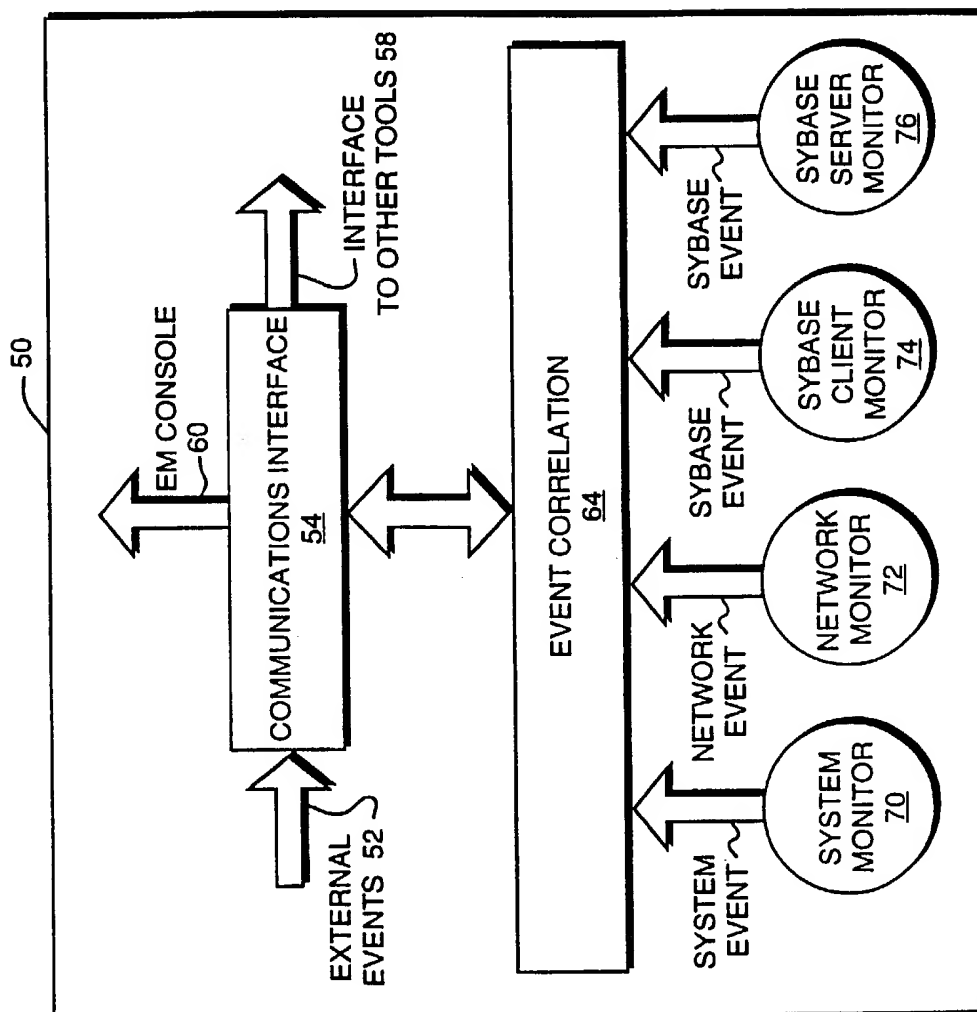 50
EM CONSOLE
60
COMMUNICATIONS INTERFACE
54
INTERFACE
TO OTHER TOOLS 58
EXTERNAL
EVENTS 52
EVENT CORRELATION
64
SYSTEM
EVENT
NETWORK
EVENT
SYBASE
EVENT
SYBASE
EVENT
SYSTEM
MONITOR
70
NETWORK
MONITOR
72
SYBASE
CLIENT
MONITOR
74
SYBASE
SERVER
MONITOR
76